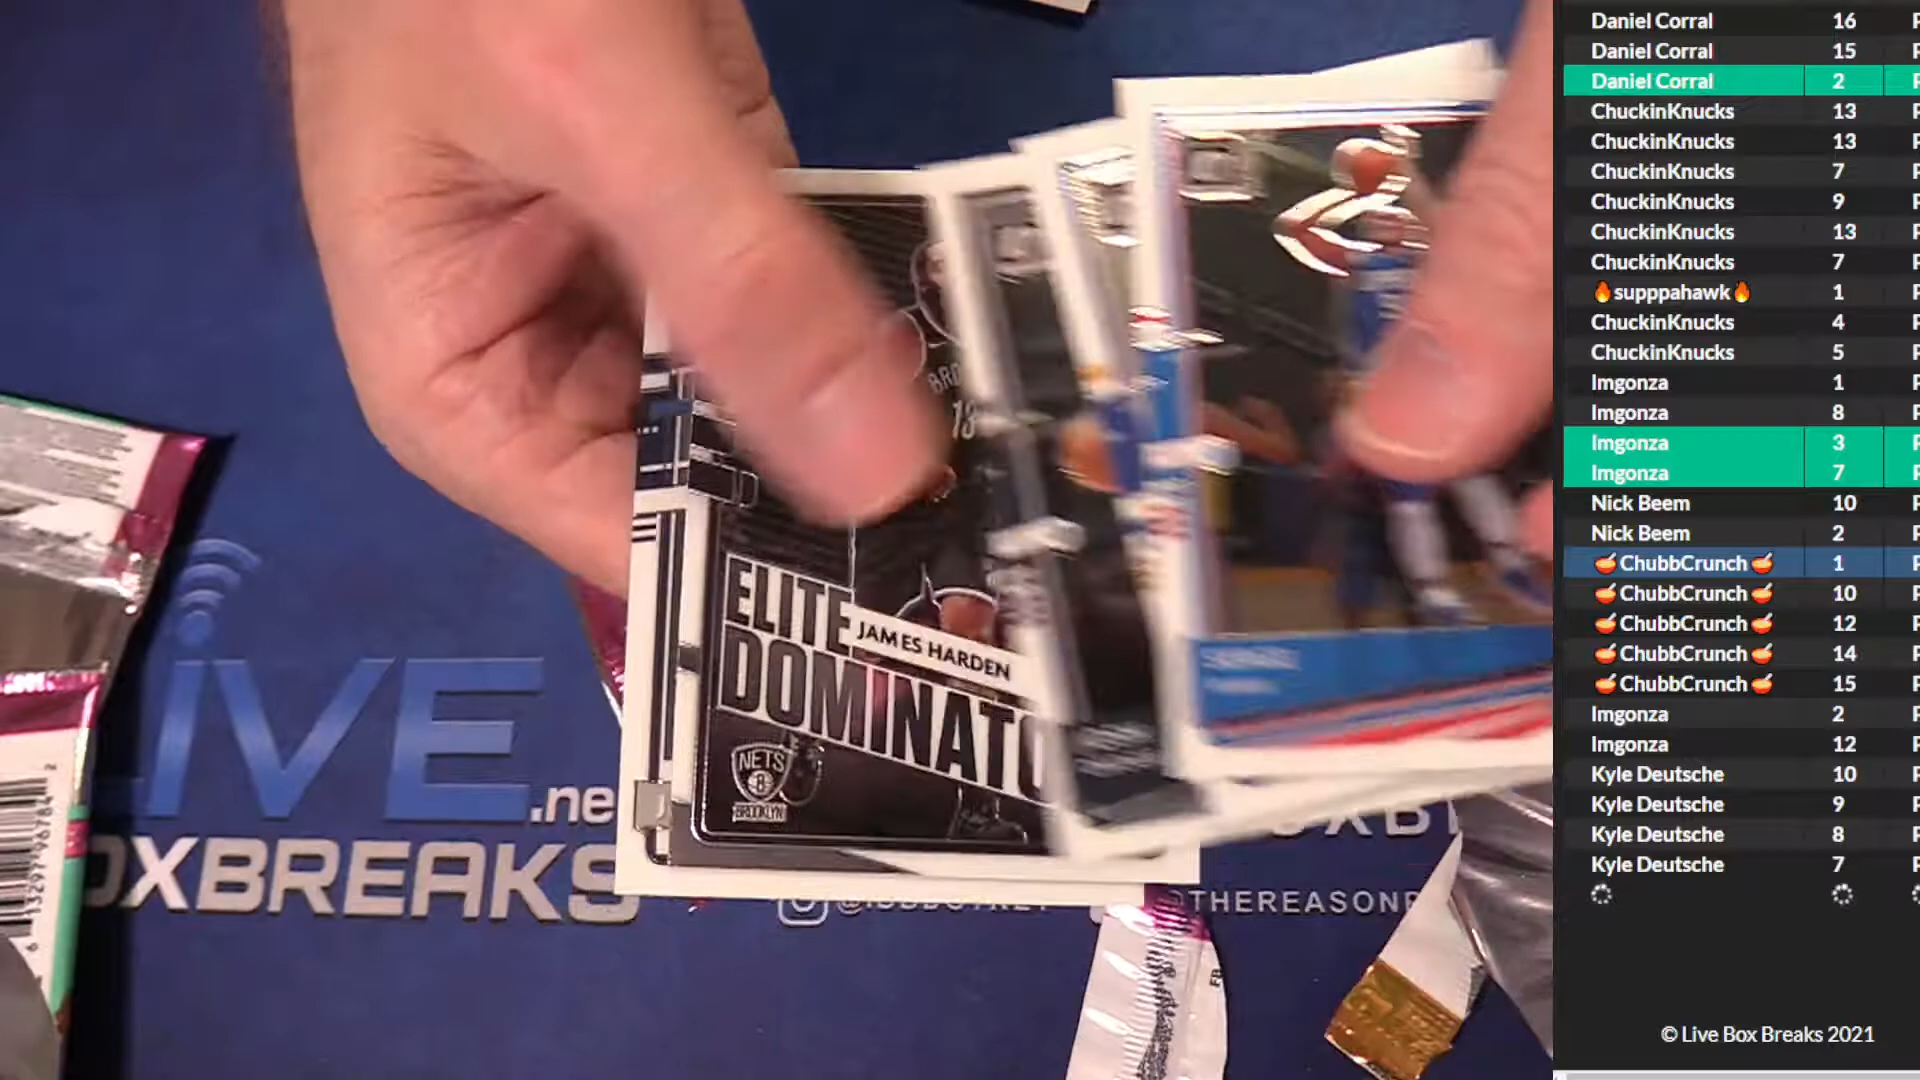 Daniel Corral 16
Daniel Corral 15
Daniel Corral 2
ChuckinKnucks 13
ChuckinKnucks 13
ChuckinKnucks 7
ChuckinKnucks 9
ChuckinKnucks 13
ChuckinKnucks 7
🔥supppahawk🔥 1
ChuckinKnucks 4
ChuckinKnucks 5
Imgonza 1
Imgonza 8
Imgonza 3
Imgonza 7
Nick Beem 10
Nick Beem 2
🍜ChubbCrunch🍜 1
🍜ChubbCrunch🍜 10
🍜ChubbCrunch🍜 12
🍜ChubbCrunch🍜 14
🍜ChubbCrunch🍜 15
Imgonza 2
Imgonza 12
Kyle Deutsche 10
Kyle Deutsche 9
Kyle Deutsche 8
Kyle Deutsche 7
© Live Box Breaks 2021
13
ELITE
JAMES HARDEN
DOMINATO
NETS
BROOKLYN
LiVE.ne
OXBREAKS
THEREASON